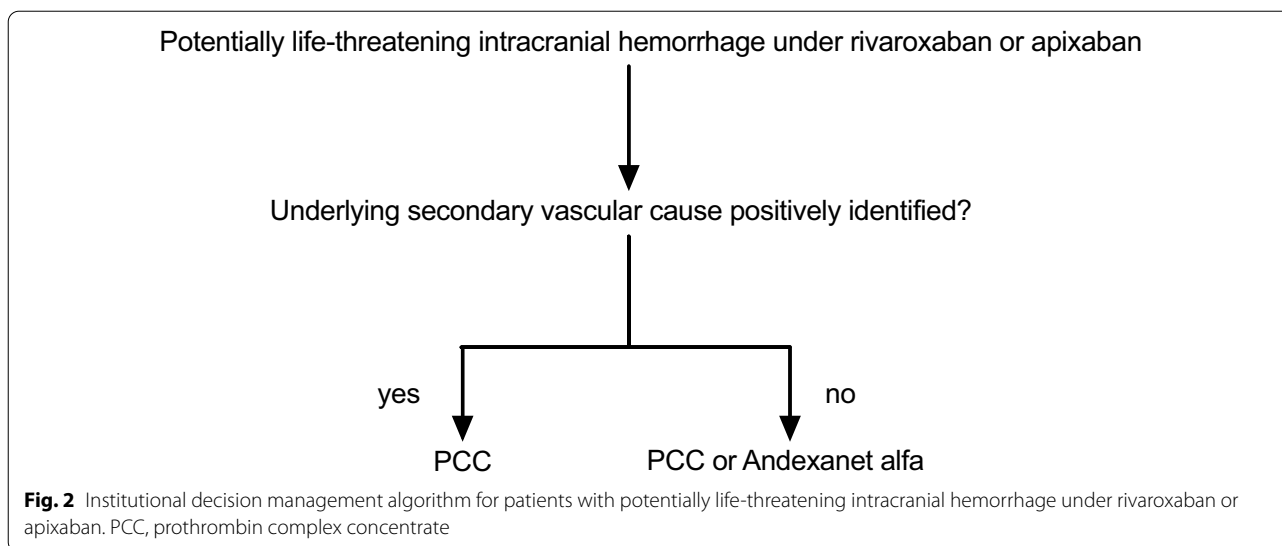 Potentially life-threatening intracranial hemorrhage under rivaroxaban or apixaban
Underlying secondary vascular cause positively identified?
yes
no
PCC
PCC or Andexanet alfa
Fig. 2 Institutional decision management algorithm for patients with potentially life-threatening intracranial hemorrhage under rivaroxaban or
apixaban. PCC, prothrombin complex concentrate